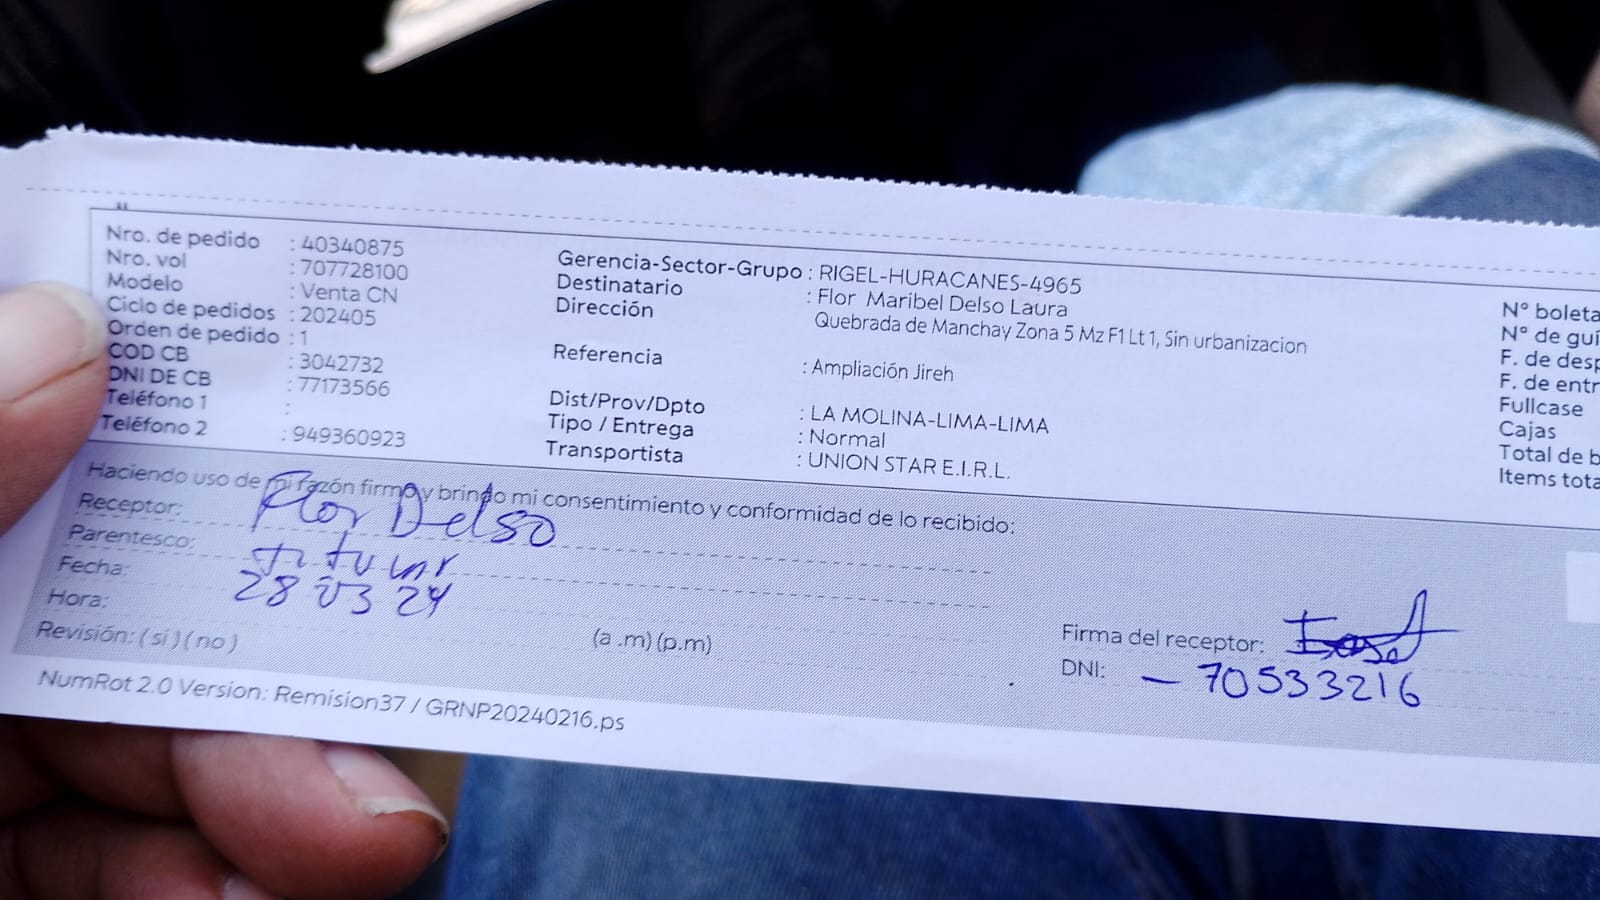 Nro. de pedido : 40340875
Nro. vol : 707728100
Modelo : Venta CN
Ciclo de pedidos : 202405
Orden de pedido : 1
COD CB : 3042732
DNI DE CB : 77173566
Teléfono 1 :
Teléfono 2 : 949360923
Gerencia-Sector-Grupo : RIGEL-HURACANES-4965
Destinatario : Flor Maribel Delso Laura
Dirección Quebrada de Manchay Zona 5 Mz F1 Lt 1, Sin urbanizacion
Referencia : Ampliación Jireh
Dist/Prov/Dpto : LA MOLINA-LIMA-LIMA
Tipo / Entrega : Normal
Transportista : UNION STAR E.I.R.L.
N° boleta
N° de guí
F. de desp
F. de entr
Fullcase
Cajas
Total de b
Items tota
Haciendo uso de mi razón firmo y brindo mi consentimiento y conformidad de lo recibido:
Receptor: Flor Delso
Parentesco: titular
Fecha: 28 03 24
Hora: (a .m) (p.m)
Revisión: ( si ) ( no )
Firma del receptor:
DNI: — 70533216
NumRot 2.0 Version: Remision37 / GRNP20240216.ps